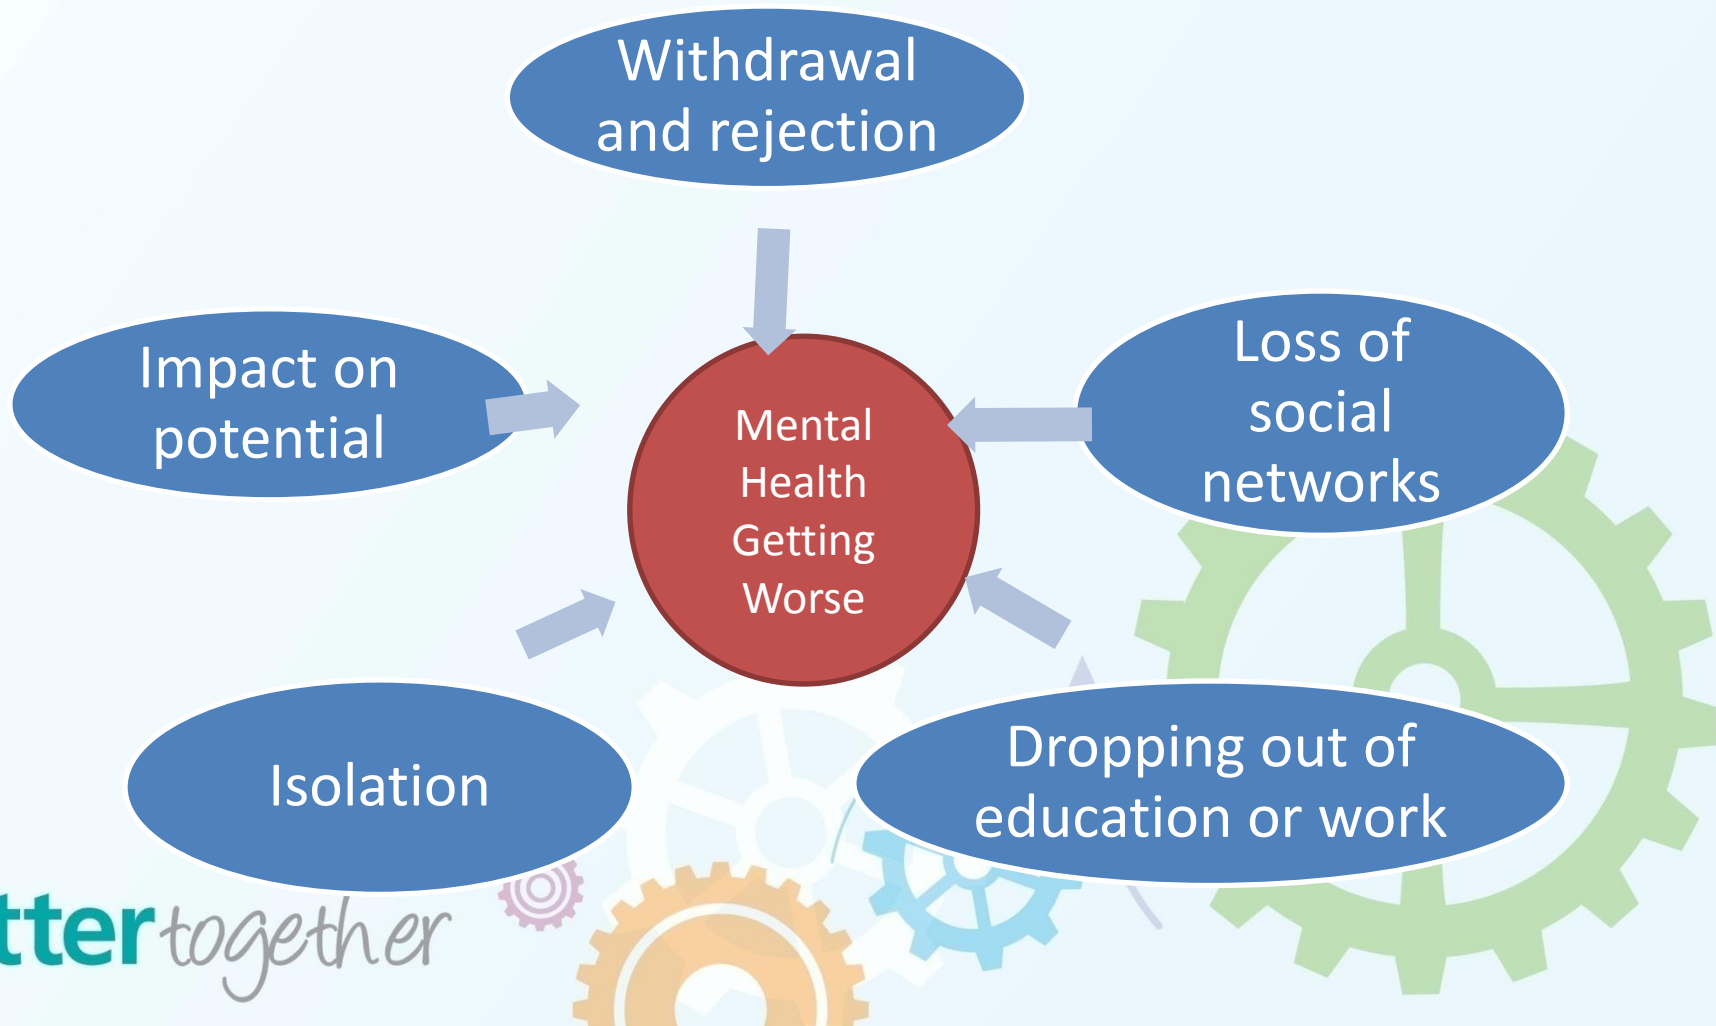 Withdrawal
and rejection
Impact on
potential
Loss of
social
networks
Mental
Health
Getting
Worse
Isolation
Dropping out of
education or work
tter together